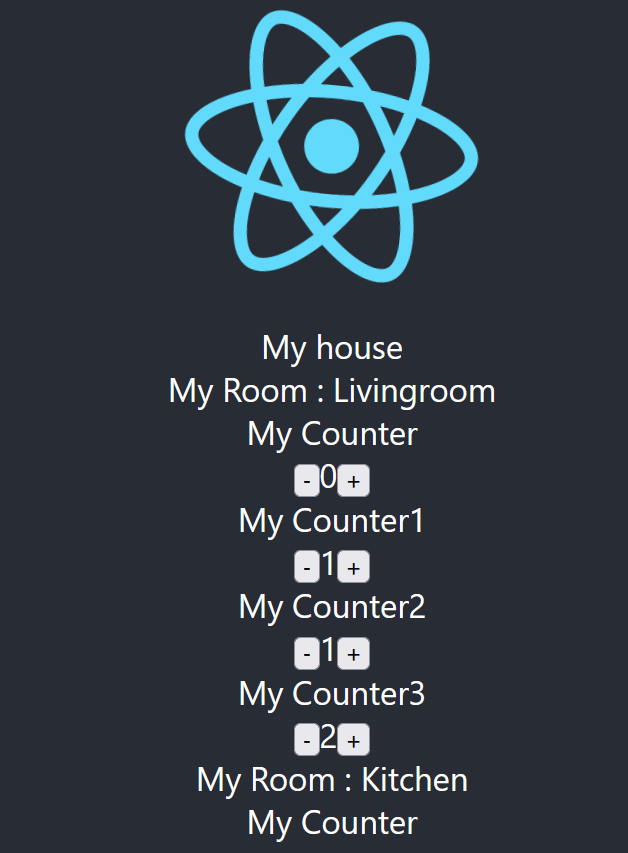 My house
My Room : Livingroom
My Counter
-0+
My Counter1
-1+
My Counter2
-1+
My Counter3
-2+
My Room : Kitchen
My Counter